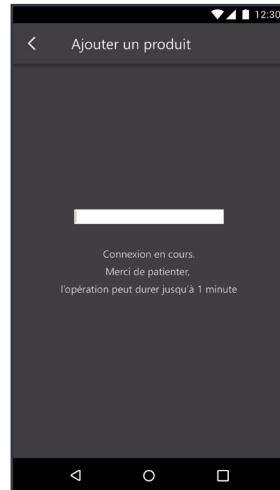 12:30
Ajouter un produit
Connexion en cours.
Merci de patienter,
l'opération peut durer jusqu'à 1 minute